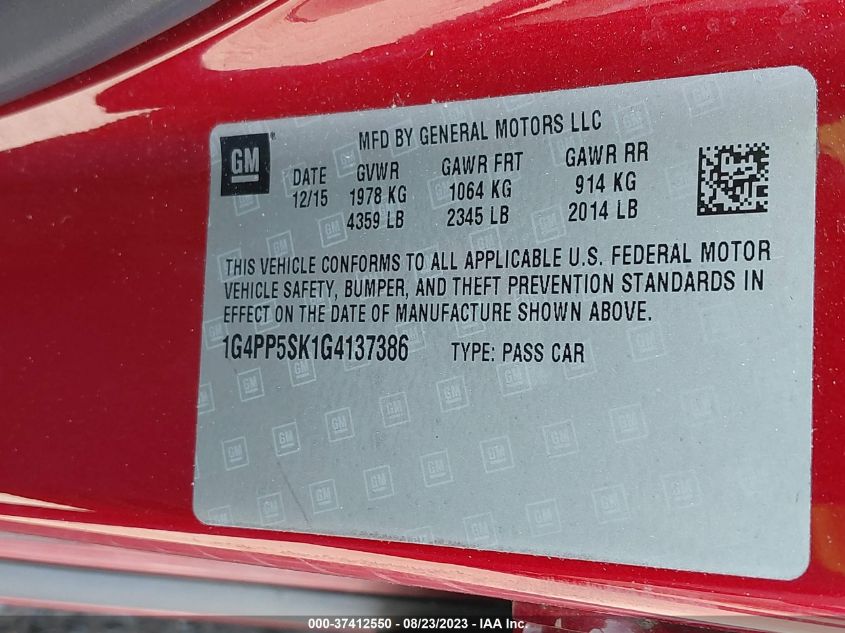 MFD BY GENERAL MOTORS LLC
GM
DATE GVWR GAWR FRT GAWR RR
12/15 1978 KG 1064 KG 914 KG
4359 LB 2345 LB 2014 LB
THIS VEHICLE CONFORMS TO ALL APPLICABLE U.S. FEDERAL MOTOR
VEHICLE SAFETY, BUMPER, AND THEFT PREVENTION STANDARDS IN
EFFECT ON THE DATE OF MANUFACTURE SHOWN ABOVE.
1G4PP5SK1G4137386 TYPE: PASS CAR
000-37412550 - 08/23/2023 - IAA Inc.